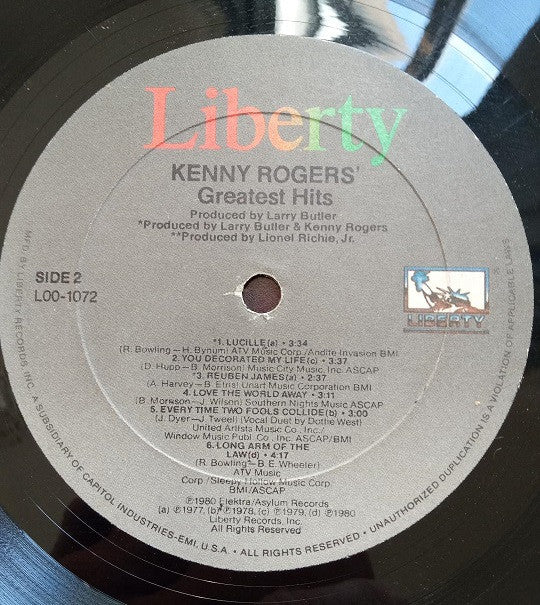 Liberty
KENNY ROGERS'
Greatest Hits
Produced by Larry Butler
*Produced by Larry Butler & Kenny Rogers
**Produced by Lionel Richie, Jr.
SIDE 2
LOO-1072
LIBERTY
*1. LUCILLE(a) • 3:34
(R. Bowling–H. Bynum) ATV Music Corp./Andite Invasion BMI
2. YOU DECORATED MY LIFE(c) • 3:37
(D. Hupp – B. Morrison) Music City Music, Inc. ASCAP
*3. REUBEN JAMES(a) • 2:37
(A. Harvey – B. Etris) Unart Music Corporation BMI
4. LOVE THE WORLD AWAY • 3:11
(B. Morrison – J. Wilson) Southern Nights Music ASCAP
5. EVERY TIME TWO FOOLS COLLIDE(b) • 3:00
(J. Dyer – J. Tweel) (Vocal Duet by Dottie West)
United Artists Music Co., Inc./
Window Music Publ. Co., Inc. ASCAP/BMI
6. LONG ARM OF THE
LAW(d) • 4:17
(R. Bowling – B. E. Wheeler)
ATV Music
Corp./Sleepy Hollow Music Corp.
BMI/ASCAP
℗1980 Elektra/Asylum Records
(a) ℗1977, (b) ℗1978, (c) ℗1979, (d) ℗1980
Liberty Records, Inc.
All Rights Reserved
MFD. BY LIBERTY RECORDS, INC. A SUBSIDIARY OF CAPITOL INDUSTRIES-EMI, U.S.A. • ALL RIGHTS RESERVED. • UNAUTHORIZED DUPLICATION IS A VIOLATION OF APPLICABLE LAWS